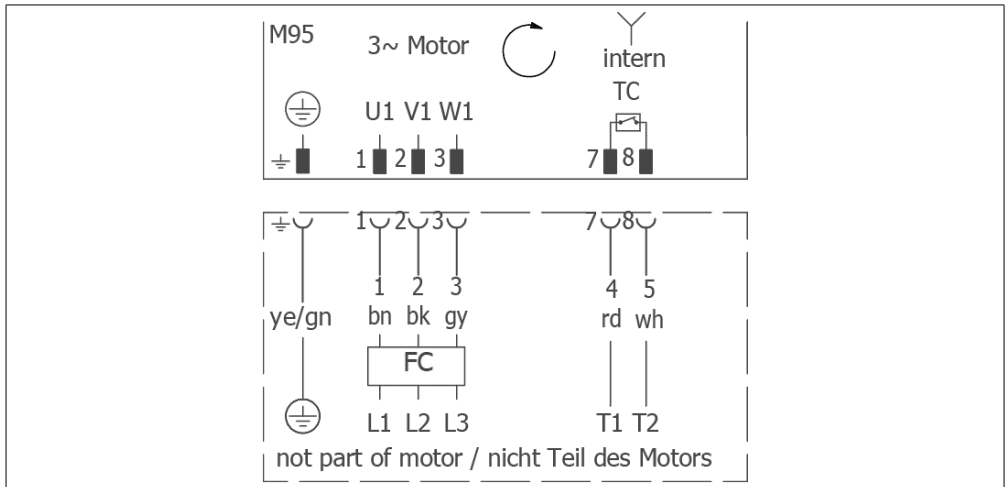 M95
3~ Motor
intern
TC
U1 V1 W1
1 2 3 7 8
1 2 3 7 8
1 2 3 4 5
ye/gn bn bk gy rd wh
FC
L1 L2 L3 T1 T2
not part of motor / nicht Teil des Motors